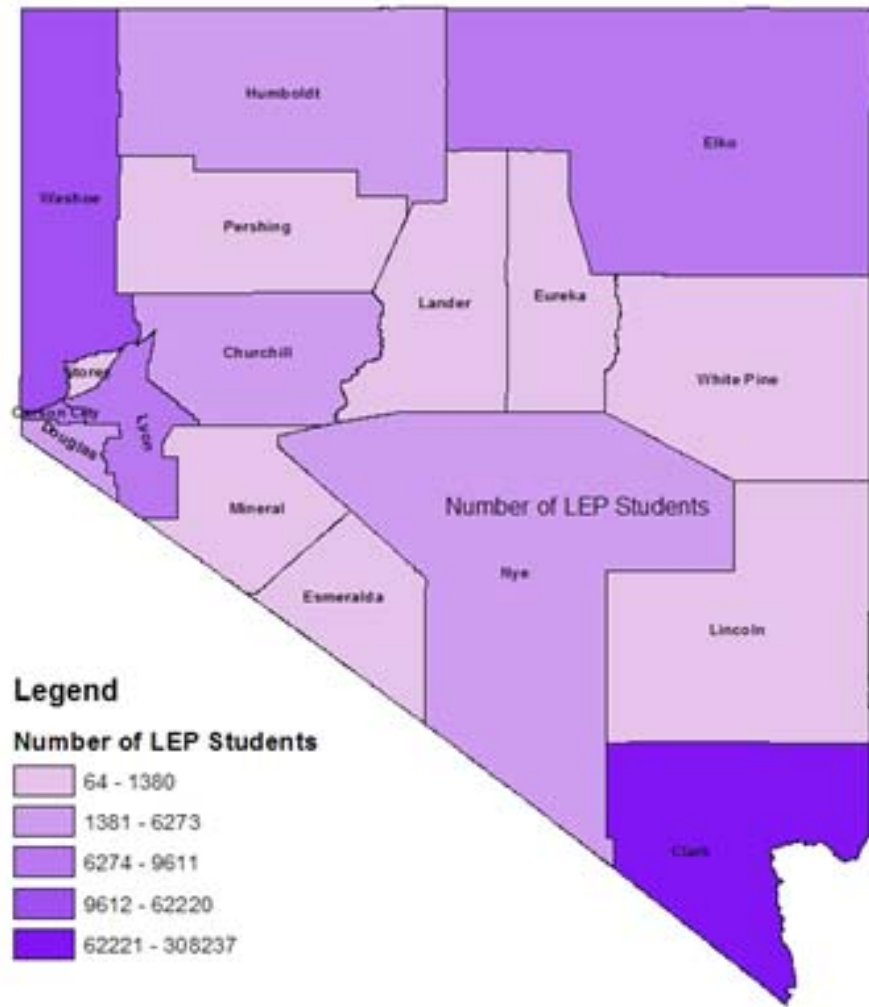 Humboldt
Elko
Washoe
Pershing
Lander
Eureka
Churchill
Storey
White Pine
Carson City
Lyon
Douglas
Mineral
Number of LEP Students
Nye
Esmeralda
Lincoln
Clark
Legend
Number of LEP Students
64 - 1380
1381 - 6273
6274 - 9611
9612 - 62220
62221 - 308237